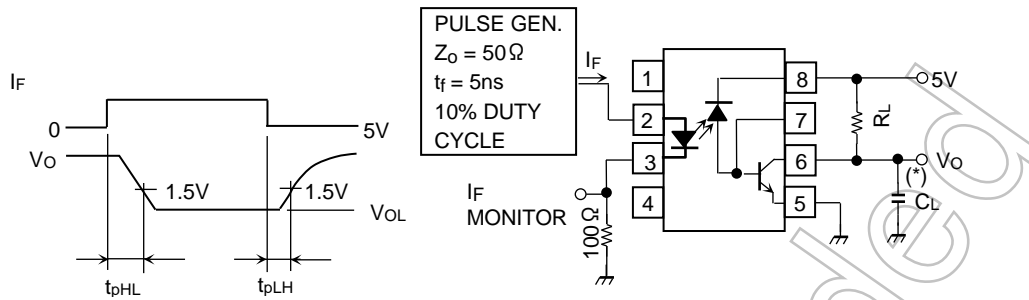 IF
0
5V
VO
1.5V
1.5V
VOL
tpHL
tpLH
PULSE GEN.
ZO = 50Ω
tf = 5ns
10% DUTY
CYCLE
IF
IF
MONITOR
100Ω
1
2
3
4
8
7
6
5
5V
RL
VO
(*)
CL